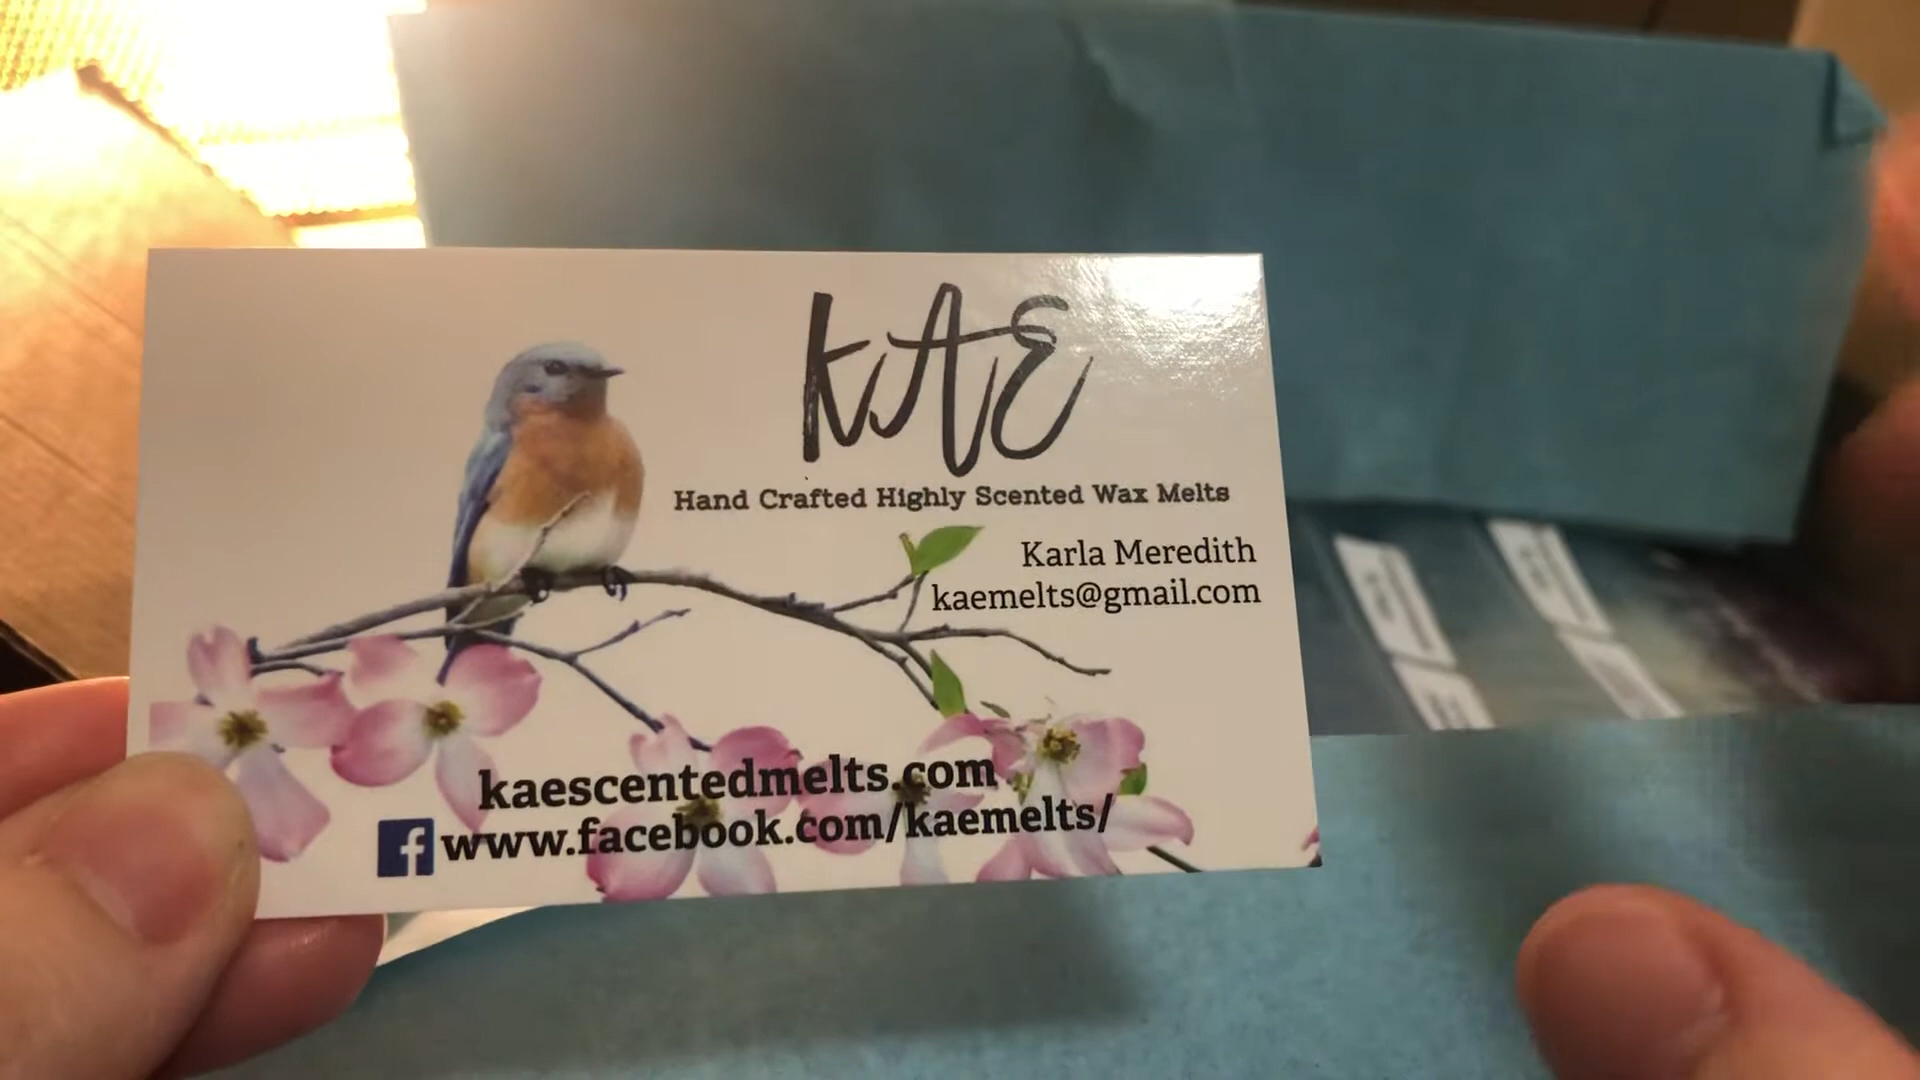 KAE
Hand Crafted Highly Scented Wax Melts
Karla Meredith
kaemelts@gmail.com
kaescentedmelts.com
f www.facebook.com/kaemelts/